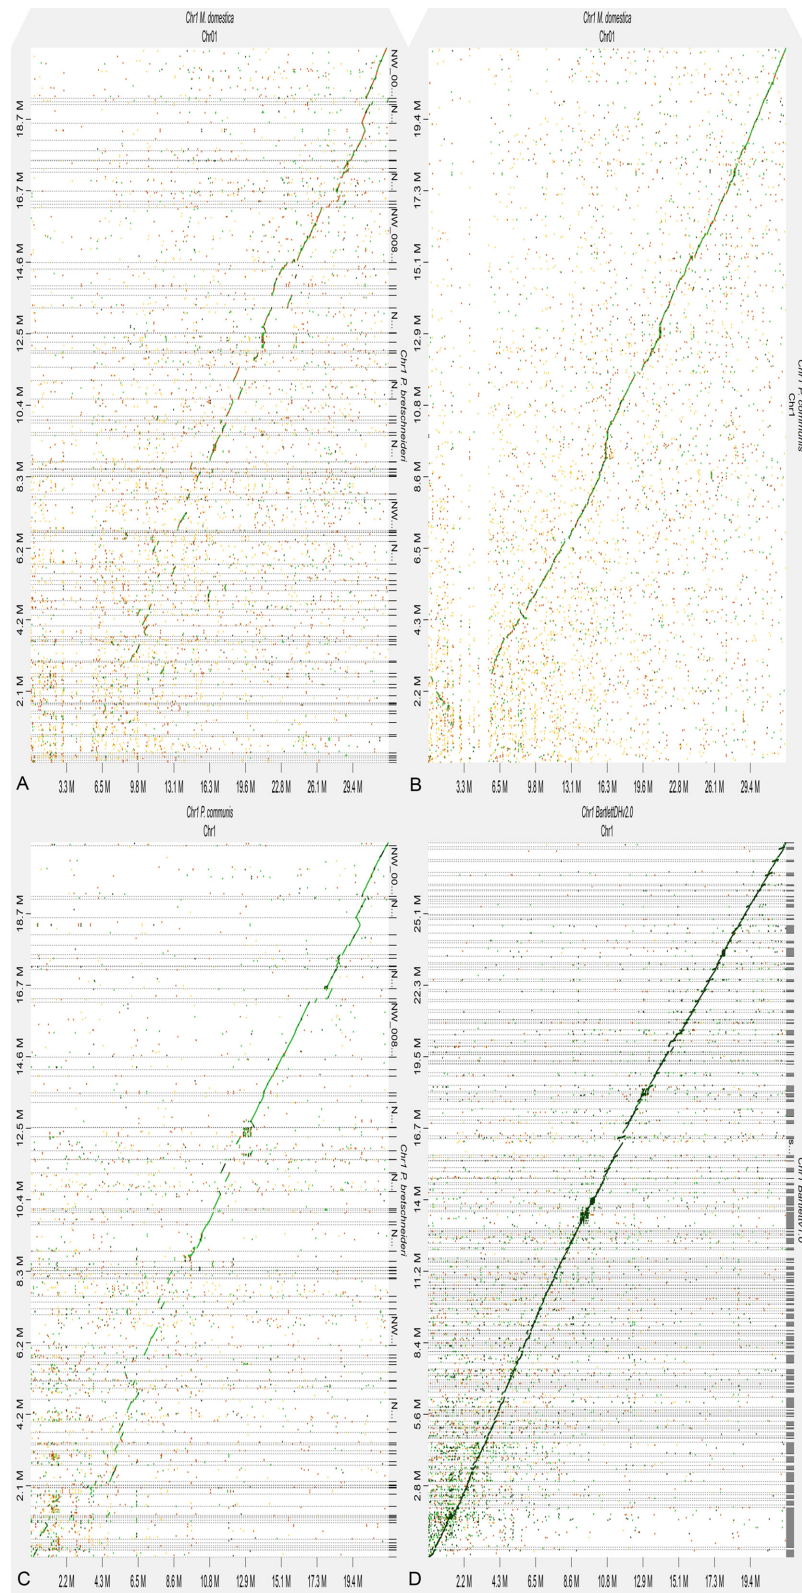 Chr1 M. domestica
Chr01
18.7 M
16.7 M
14.6 M
12.5 M
10.4 M
8.3 M
6.2 M
4.2 M
2.1 M
NW_00...
N...
N...
NW_008...
N...
N...
N...
NW...
N...
Chr1 P. bretschneideri
A
3.3 M 6.5 M 9.8 M 13.1 M 16.3 M 19.6 M 22.8 M 26.1 M 29.4 M
Chr1 M. domestica
Chr01
19.4 M
17.3 M
15.1 M
12.9 M
10.8 M
8.6 M
6.5 M
4.3 M
2.2 M
Chr1 P. communis
Chr1
B
3.3 M 6.5 M 9.8 M 13.1 M 16.3 M 19.6 M 22.8 M 26.1 M 29.4 M
Chr1 P. communis
Chr1
18.7 M
16.7 M
14.6 M
12.5 M
10.4 M
8.3 M
6.2 M
4.2 M
2.1 M
NW_00...
N...
N...
NW_008...
N...
N...
N...
NW...
N...
Chr1 P. bretschneideri
C
2.2 M 4.3 M 6.5 M 8.6 M 10.8 M 12.9 M 15.1 M 17.3 M 19.4 M
Chr1 BartlettDHv2.0
Chr1
25.1 M
22.3 M
19.5 M
16.7 M
14 M
11.2 M
8.4 M
5.6 M
2.8 M
s...
Chr1 Bartlettv1.0
D
2.2 M 4.3 M 6.5 M 8.6 M 10.8 M 12.9 M 15.1 M 17.3 M 19.4 M